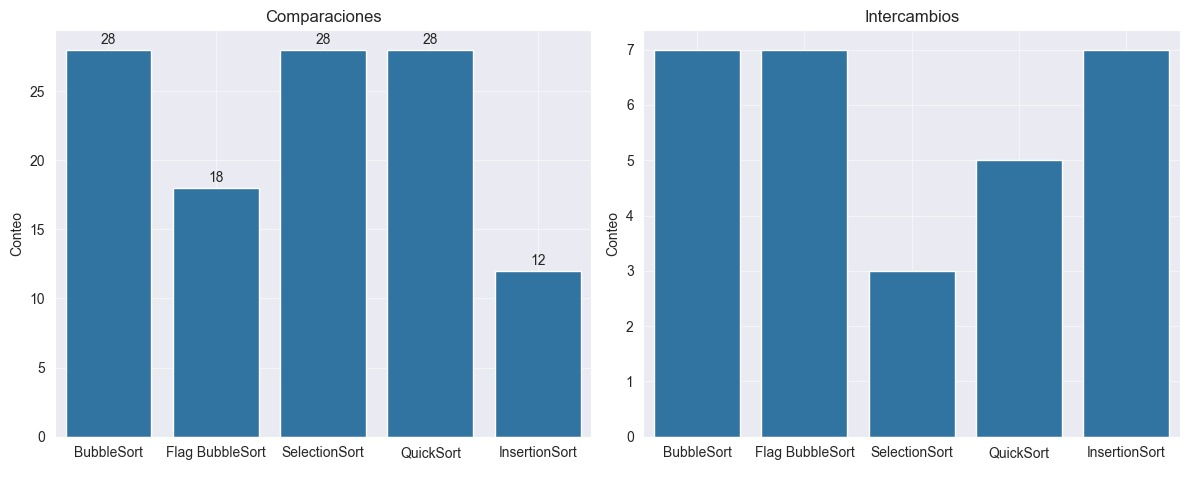 Comparaciones
28
18
28
28
12
25
20
15
10
5
0
Conteo
BubbleSort
Flag BubbleSort
SelectionSort
QuickSort
InsertionSort
Intercambios
7
6
5
4
3
2
1
0
Conteo
BubbleSort
Flag BubbleSort
SelectionSort
QuickSort
InsertionSort